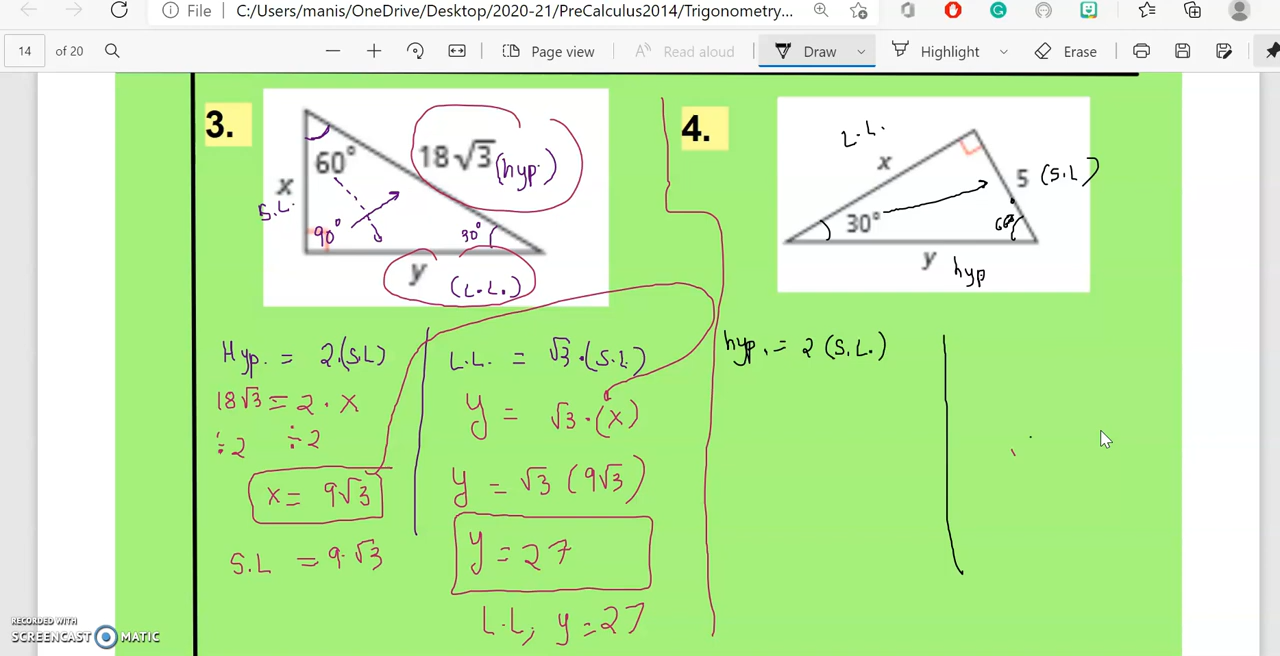 File C:/Users/manis/OneDrive/Desktop/2020-21/PreCalculus2014/Trigonometry...
14 of 20 Page view Read aloud Draw Highlight Erase
3.
60°
18√3 (hyp.)
x
S.L.
90°
30°
y (L.L.)
Hyp. = 2.(S.L)
18√3 = 2 · x
÷2 ÷2
x = 9√3
S.L = 9.√3
L.L. = √3.(S.L)
y = √3.(x)
y = √3 (9√3)
y = 27
L.L, y = 27
4.
L.L.
x
5 (S.L)
30°
60°
y hyp
hyp. = 2 (S.L.)
RECORDED WITH
SCREENCAST MATIC